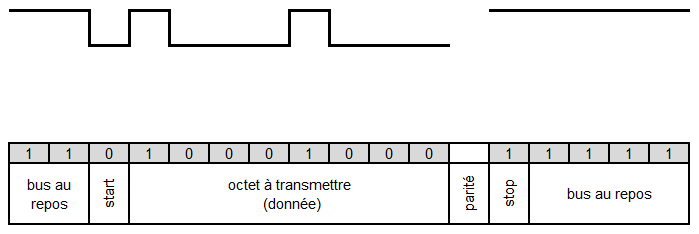 1 1 0 1 0 0 0 1 0 0 0 1 1 1 1 1
bus au
repos
start
octet à transmettre
(donnée)
parité
stop
bus au repos